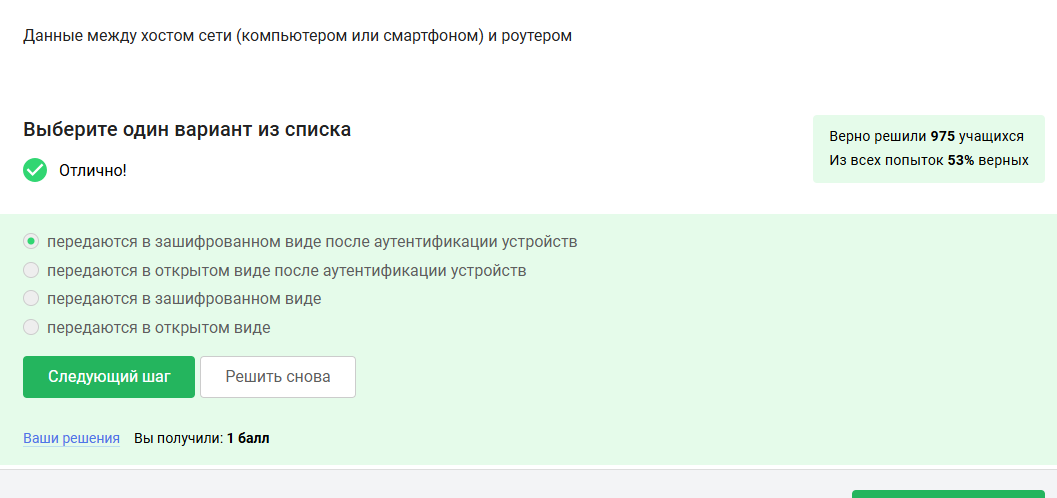 Данные между хостом сети (компьютером или смартфоном) и роутером
Выберите один вариант из списка
Отлично!
Верно решили 975 учащихся
Из всех попыток 53% верных
передаются в зашифрованном виде после аутентификации устройств
передаются в открытом виде после аутентификации устройств
передаются в зашифрованном виде
передаются в открытом виде
Следующий шаг
Решить снова
Ваши решения
Вы получили: 1 балл